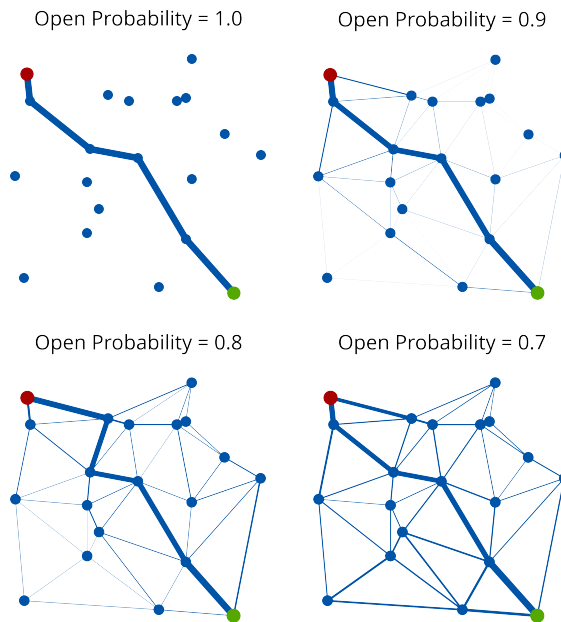 Open Probability = 1.0
Open Probability = 0.9
Open Probability = 0.8
Open Probability = 0.7